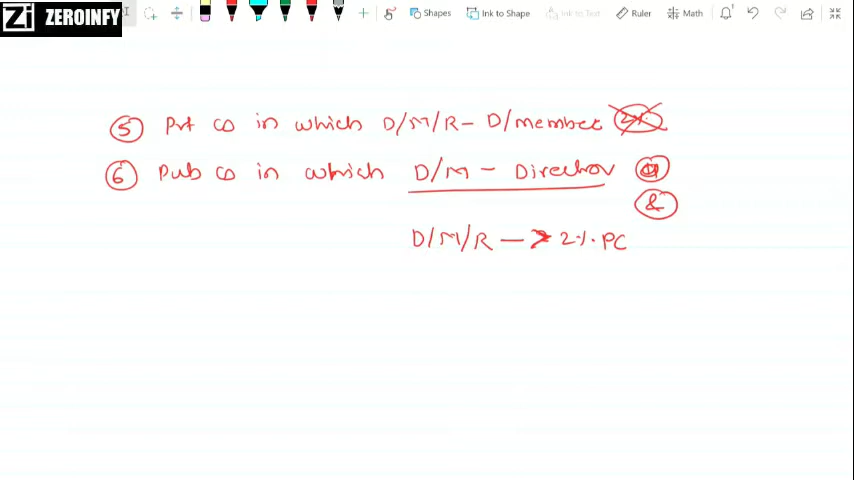 Zi ZEROINFY
Shapes Ink to Shape Ink to Text Ruler Math
5 Pvt co in which D/M/R - D/member 2%
6 Pub co in which D/M - Director
&
D/M/R - > 2%. PC